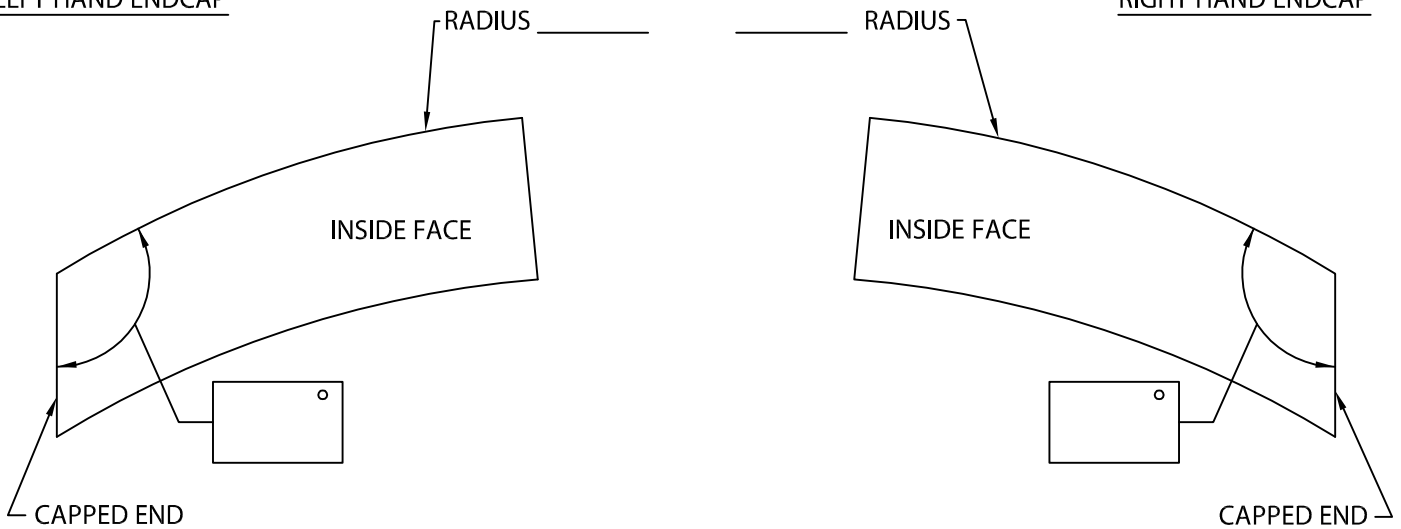 LEFT HAND ENDCAP
RIGHT HAND ENDCAP
RADIUS
RADIUS
INSIDE FACE
INSIDE FACE
CAPPED END
CAPPED END